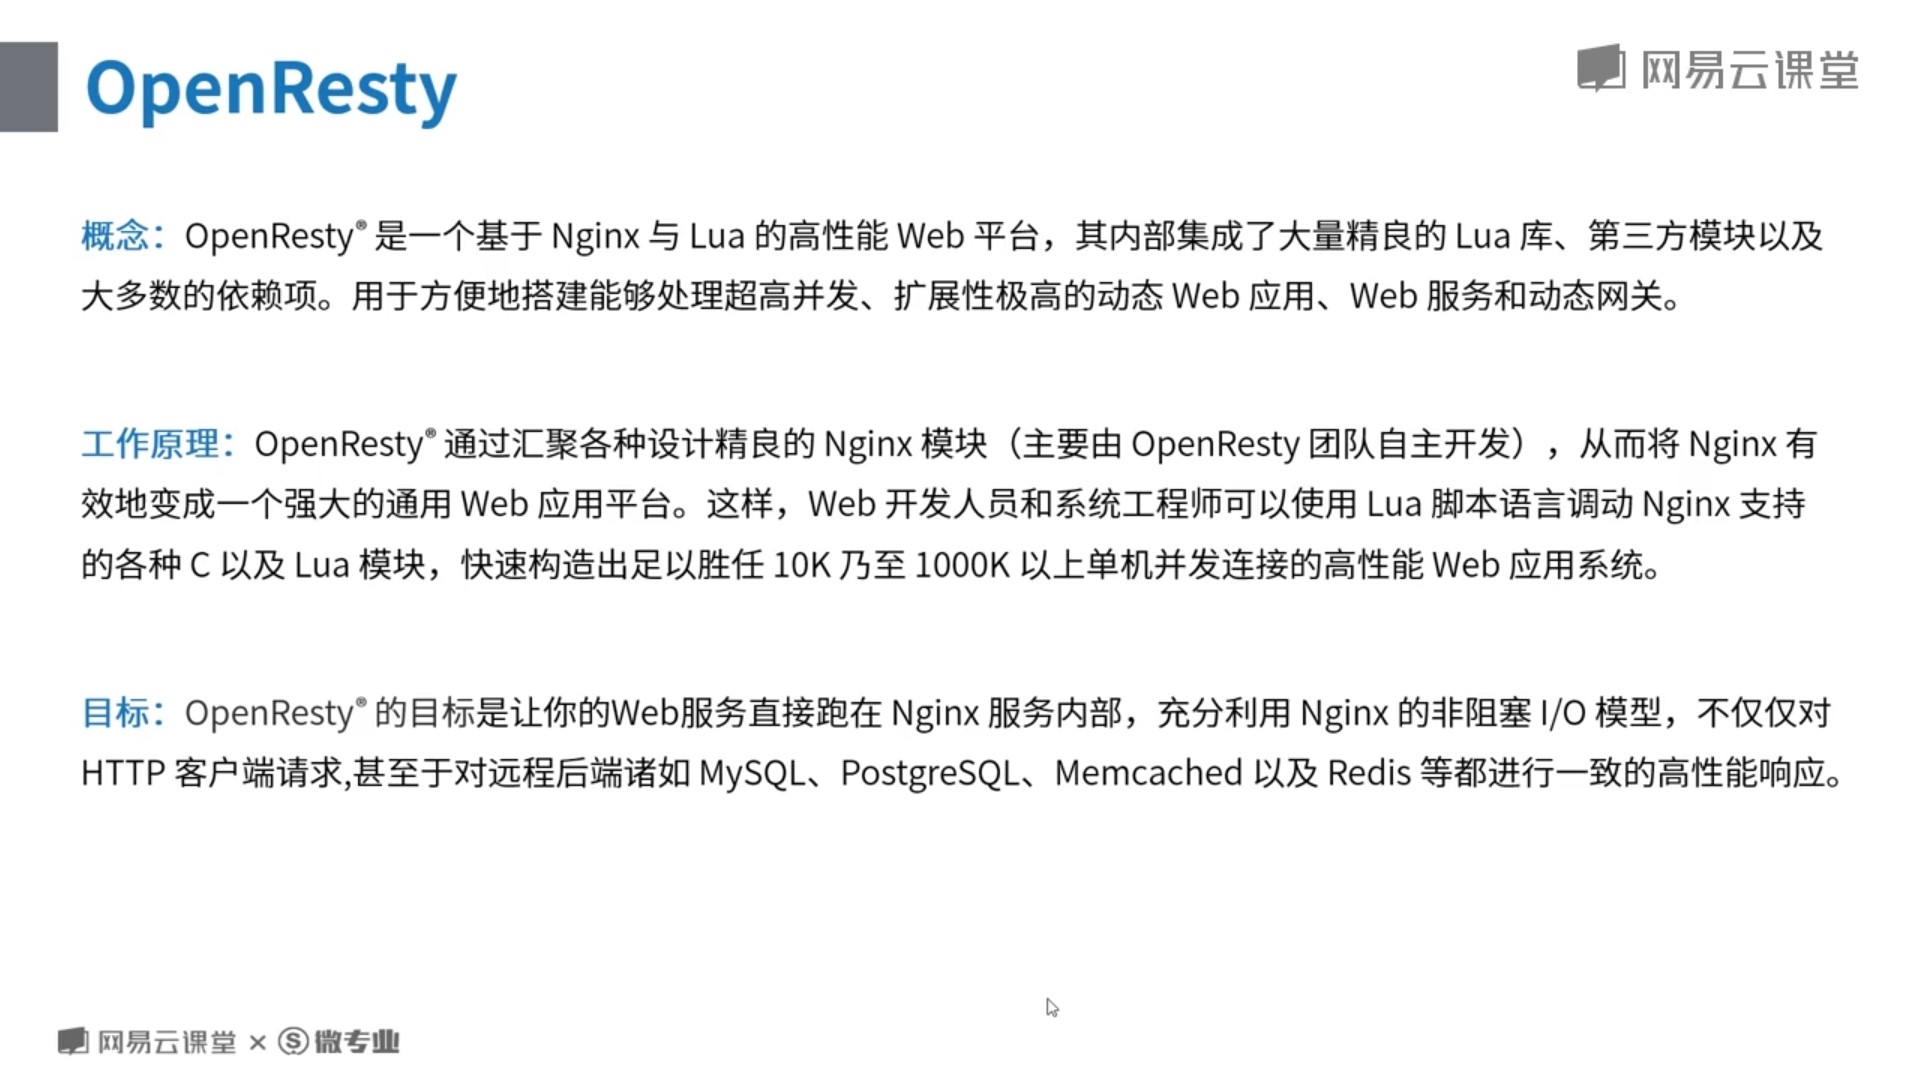 OpenResty
网易云课堂
概念：OpenResty® 是一个基于 Nginx 与 Lua 的高性能 Web 平台，其内部集成了大量精良的 Lua 库、第三方模块以及
大多数的依赖项。用于方便地搭建能够处理超高并发、扩展性极高的动态 Web 应用、Web 服务和动态网关。
工作原理：OpenResty® 通过汇聚各种设计精良的 Nginx 模块（主要由 OpenResty 团队自主开发），从而将 Nginx 有
效地变成一个强大的通用 Web 应用平台。这样，Web 开发人员和系统工程师可以使用 Lua 脚本语言调动 Nginx 支持
的各种 C 以及 Lua 模块，快速构造出足以胜任 10K 乃至 1000K 以上单机并发连接的高性能 Web 应用系统。
目标：OpenResty® 的目标是让你的Web服务直接跑在 Nginx 服务内部，充分利用 Nginx 的非阻塞 I/O 模型，不仅仅对
HTTP 客户端请求,甚至于对远程后端诸如 MySQL、PostgreSQL、Memcached 以及 Redis 等都进行一致的高性能响应。
网易云课堂 × Ⓢ微专业